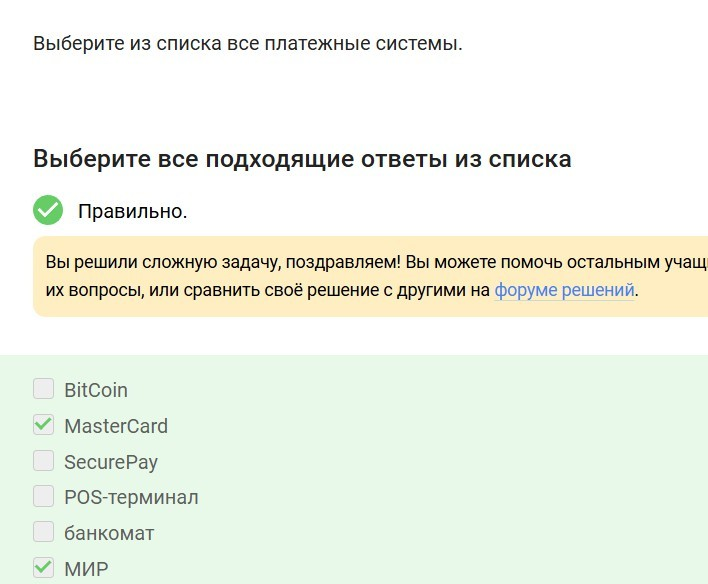 Выберите из списка все платежные системы.
Выберите все подходящие ответы из списка
Правильно.
Вы решили сложную задачу, поздравляем! Вы можете помочь остальным учащи
их вопросы, или сравнить своё решение с другими на форуме решений.
BitCoin
MasterCard
SecurePay
POS-терминал
банкомат
МИР